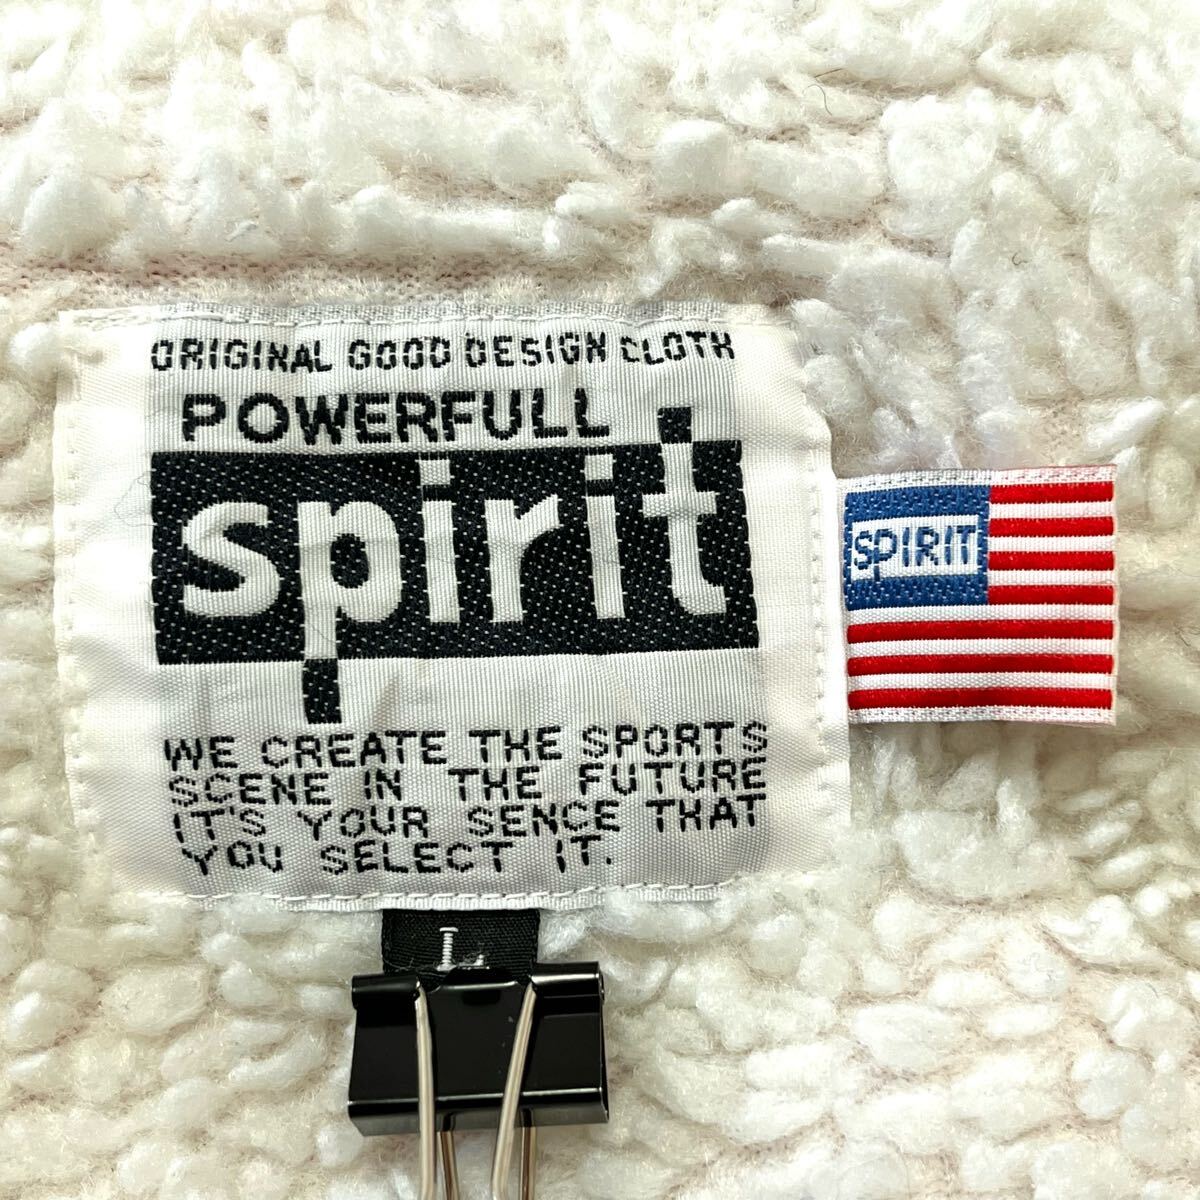 ORIGINAL GOOD DESIGN CLOTH
POWERFULL
spirit
SPIRIT
WE CREATE THE SPORTS
SCENE IN THE FUTURE
IT'S YOUR SENCE THAT
YOU SELECT IT.
L